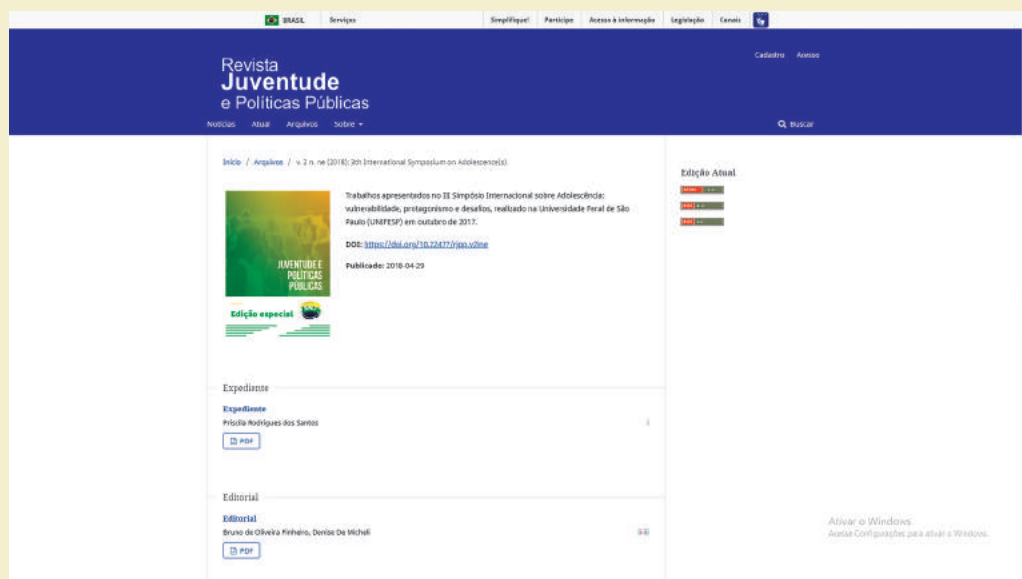 BRASIL Serviços Simplifique! Participe Acesso à informação Legislação Canais
Cadastro Acesso
Revista
Juventude
e Políticas Públicas
Notícias Atual Arquivos Sobre Buscar
Início / Arquivos / v. 2 n. ne (2018): 3th International Symposium on Adolescence(s)
Edição Atual
Trabalhos apresentados no III Simpósio Internacional sobre Adolescência:
vulnerabilidade, protagonismo e desafios, realizado na Universidade Feral de São
Paulo (UNIFESP) em outubro de 2017.
DOI: https://doi.org/10.22477/rjpp.v2ine
Publicado: 2018-04-29
JUVENTUDE E
POLÍTICAS
PÚBLICAS
Edição especial
Expediente
Expediente
Priscila Rodrigues dos Santos
PDF
Editorial
Editorial
Bruno de Oliveira Pinheiro, Denise De Micheli
PDF
Ativar o Windows
Acesse Configurações para ativar o Windows.